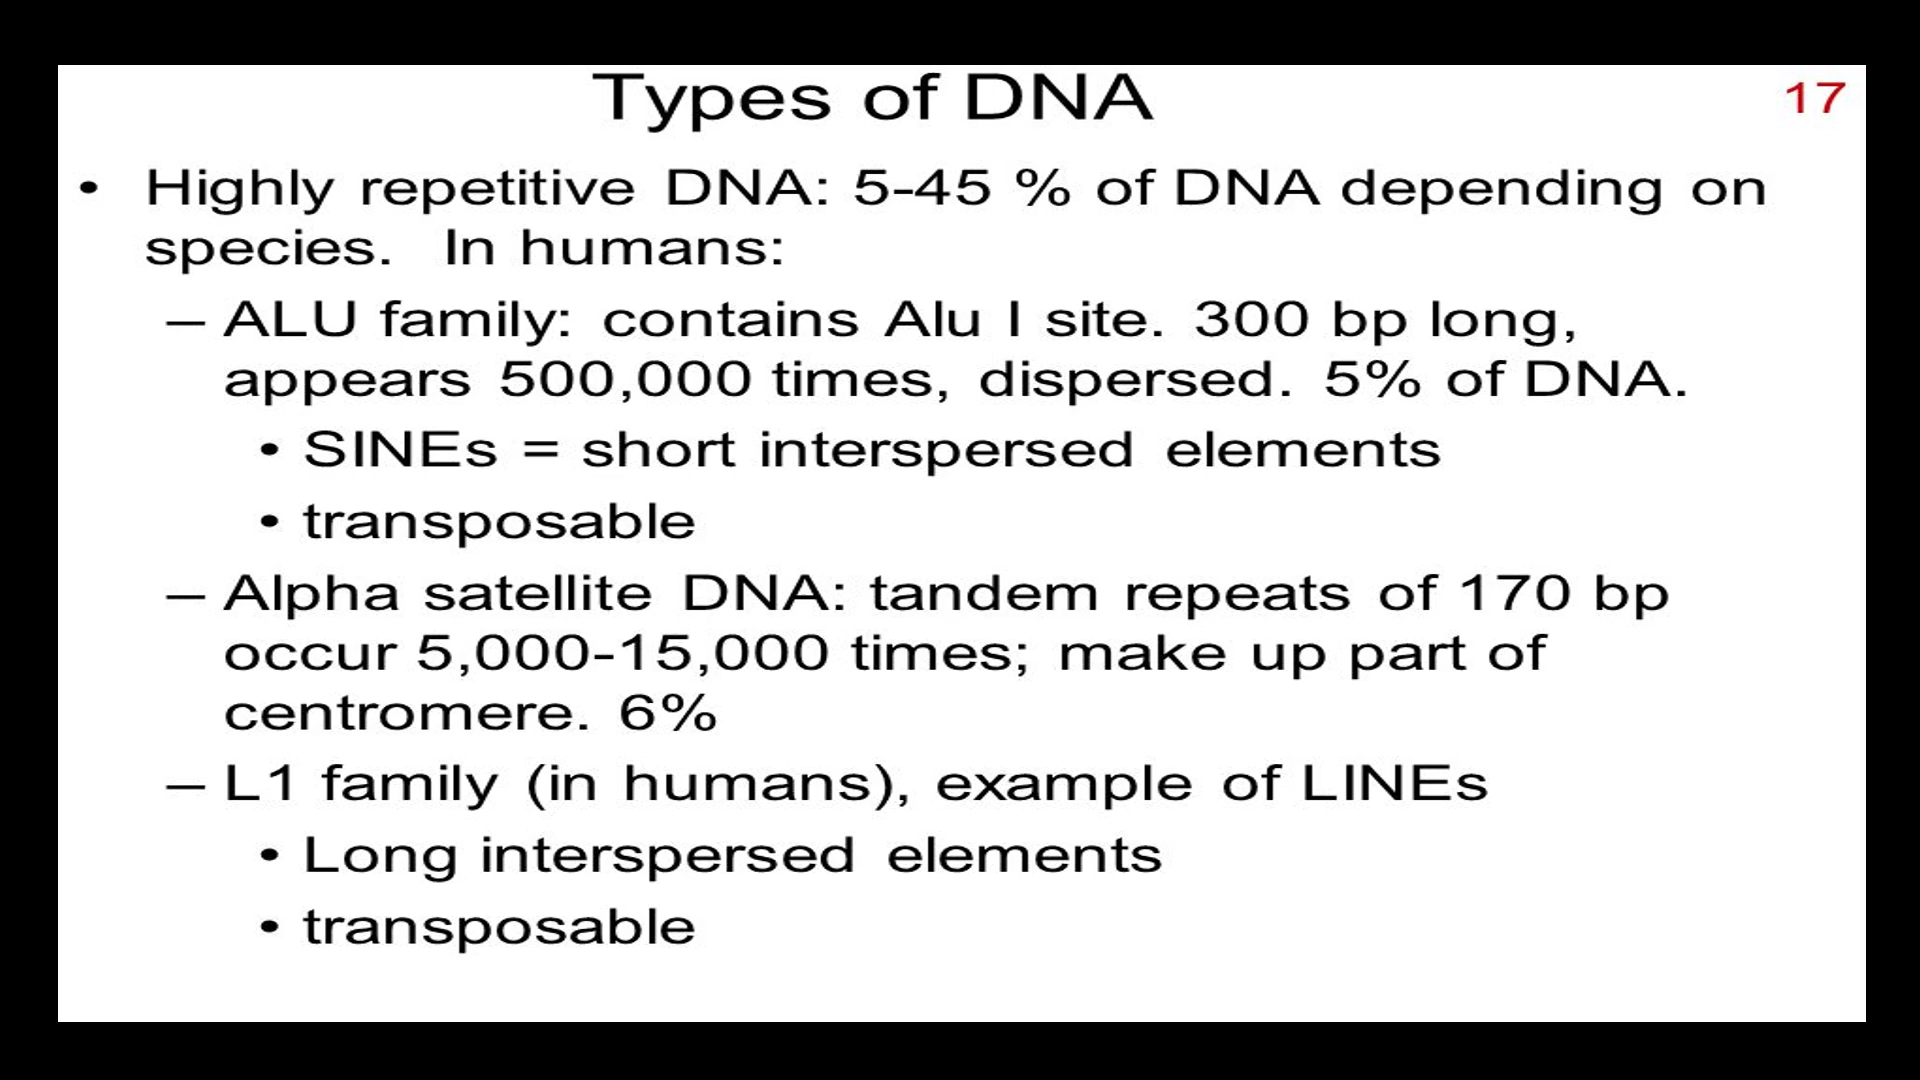 Types of DNA
17
• Highly repetitive DNA: 5-45 % of DNA depending on
species. In humans:
– ALU family: contains Alu I site. 300 bp long,
appears 500,000 times, dispersed. 5% of DNA.
• SINEs = short interspersed elements
• transposable
– Alpha satellite DNA: tandem repeats of 170 bp
occur 5,000-15,000 times; make up part of
centromere. 6%
– L1 family (in humans), example of LINEs
• Long interspersed elements
• transposable